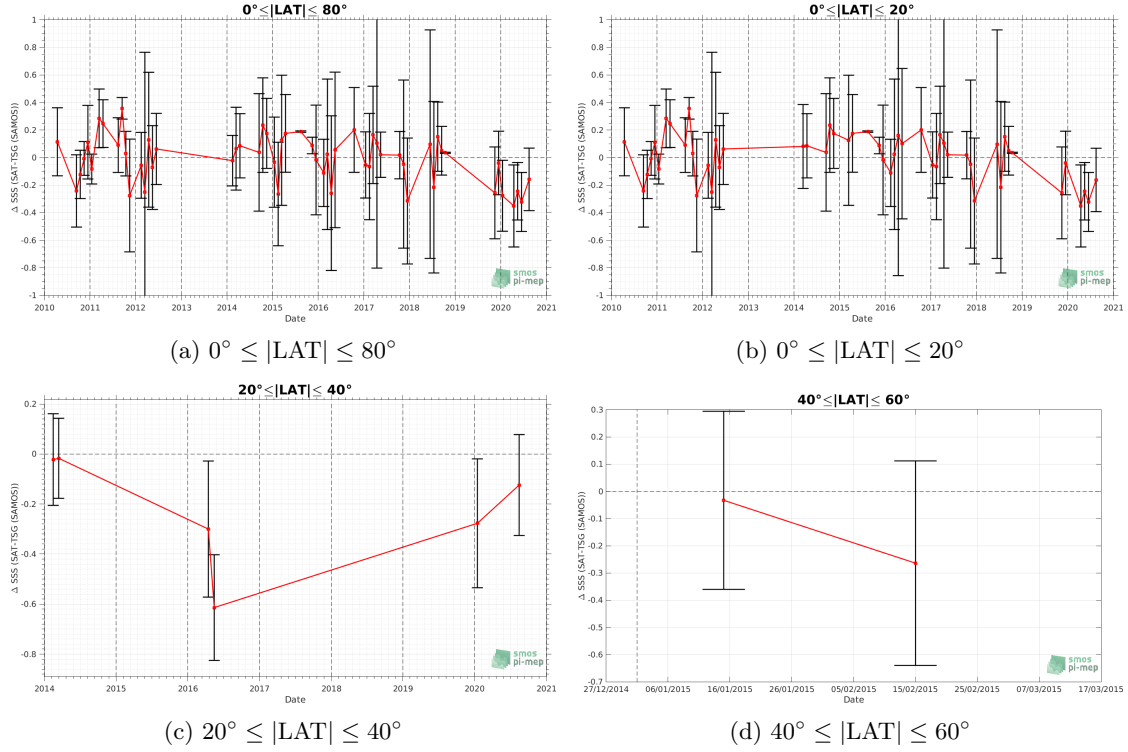 0°≤|LAT|≤ 80°
Δ SSS (SAT-TSG (SAMOS))
1
0.8
0.6
0.4
0.2
0
-0.2
-0.4
-0.6
-0.8
-1
2010 2011 2012 2013 2014 2015 2016 2017 2018 2019 2020 2021
Date
smos
pi-mep
(a) 0° ≤ |LAT| ≤ 80°
0°≤|LAT|≤ 20°
Δ SSS (SAT-TSG (SAMOS))
1
0.8
0.6
0.4
0.2
0
-0.2
-0.4
-0.6
-0.8
-1
2010 2011 2012 2013 2014 2015 2016 2017 2018 2019 2020 2021
Date
smos
pi-mep
(b) 0° ≤ |LAT| ≤ 20°
20°≤|LAT|≤ 40°
Δ SSS (SAT-TSG (SAMOS))
0.2
0
-0.2
-0.4
-0.6
-0.8
2014 2015 2016 2017 2018 2019 2020 2021
Date
smos
pi-mep
(c) 20° ≤ |LAT| ≤ 40°
40°≤|LAT|≤ 60°
Δ SSS (SAT-TSG (SAMOS))
0.3
0.2
0.1
0
-0.1
-0.2
-0.3
-0.4
-0.5
-0.6
-0.7
27/12/2014 06/01/2015 16/01/2015 26/01/2015 05/02/2015 15/02/2015 25/02/2015 07/03/2015 17/03/2015
Date
smos
pi-mep
(d) 40° ≤ |LAT| ≤ 60°